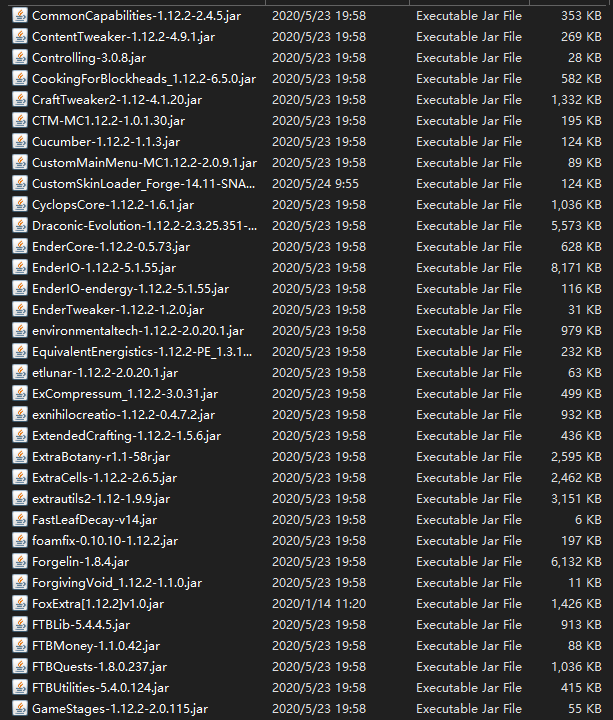 CommonCapabilities-1.12.2-2.4.5.jar 2020/5/23 19:58 Executable Jar File 353 KB
ContentTweaker-1.12.2-4.9.1.jar 2020/5/23 19:58 Executable Jar File 269 KB
Controlling-3.0.8.jar 2020/5/23 19:58 Executable Jar File 28 KB
CookingForBlockheads_1.12.2-6.5.0.jar 2020/5/23 19:58 Executable Jar File 582 KB
CraftTweaker2-1.12-4.1.20.jar 2020/5/23 19:58 Executable Jar File 1,332 KB
CTM-MC1.12.2-1.0.1.30.jar 2020/5/23 19:58 Executable Jar File 195 KB
Cucumber-1.12.2-1.1.3.jar 2020/5/23 19:58 Executable Jar File 124 KB
CustomMainMenu-MC1.12.2-2.0.9.1.jar 2020/5/23 19:58 Executable Jar File 89 KB
CustomSkinLoader_Forge-14.11-SNA... 2020/5/24 9:55 Executable Jar File 124 KB
CyclopsCore-1.12.2-1.6.1.jar 2020/5/23 19:58 Executable Jar File 1,036 KB
Draconic-Evolution-1.12.2-2.3.25.351-... 2020/5/23 19:58 Executable Jar File 5,573 KB
EnderCore-1.12.2-0.5.73.jar 2020/5/23 19:58 Executable Jar File 628 KB
EnderIO-1.12.2-5.1.55.jar 2020/5/23 19:58 Executable Jar File 8,171 KB
EnderIO-endergy-1.12.2-5.1.55.jar 2020/5/23 19:58 Executable Jar File 116 KB
EnderTweaker-1.12.2-1.2.0.jar 2020/5/23 19:58 Executable Jar File 31 KB
environmentaltech-1.12.2-2.0.20.1.jar 2020/5/23 19:58 Executable Jar File 979 KB
EquivalentEnergistics-1.12.2-PE_1.3.1... 2020/5/23 19:58 Executable Jar File 232 KB
etlunar-1.12.2-2.0.20.1.jar 2020/5/23 19:58 Executable Jar File 63 KB
ExCompressum_1.12.2-3.0.31.jar 2020/5/23 19:58 Executable Jar File 499 KB
exnihilocreatio-1.12.2-0.4.7.2.jar 2020/5/23 19:58 Executable Jar File 932 KB
ExtendedCrafting-1.12.2-1.5.6.jar 2020/5/23 19:58 Executable Jar File 436 KB
ExtraBotany-r1.1-58r.jar 2020/5/23 19:58 Executable Jar File 2,595 KB
ExtraCells-1.12.2-2.6.5.jar 2020/5/23 19:58 Executable Jar File 2,462 KB
extrautils2-1.12-1.9.9.jar 2020/5/23 19:58 Executable Jar File 3,151 KB
FastLeafDecay-v14.jar 2020/5/23 19:58 Executable Jar File 6 KB
foamfix-0.10.10-1.12.2.jar 2020/5/23 19:58 Executable Jar File 197 KB
Forgelin-1.8.4.jar 2020/5/23 19:58 Executable Jar File 6,132 KB
ForgivingVoid_1.12.2-1.1.0.jar 2020/5/23 19:58 Executable Jar File 11 KB
FoxExtra[1.12.2]v1.0.jar 2020/1/14 11:20 Executable Jar File 1,426 KB
FTBLib-5.4.4.5.jar 2020/5/23 19:58 Executable Jar File 913 KB
FTBMoney-1.1.0.42.jar 2020/5/23 19:58 Executable Jar File 88 KB
FTBQuests-1.8.0.237.jar 2020/5/23 19:58 Executable Jar File 1,036 KB
FTBUtilities-5.4.0.124.jar 2020/5/23 19:58 Executable Jar File 415 KB
GameStages-1.12.2-2.0.115.jar 2020/5/23 19:58 Executable Jar File 55 KB